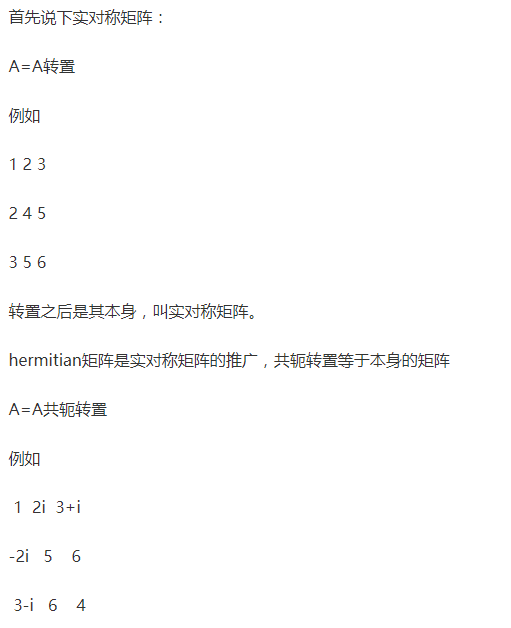 首先说下实对称矩阵：
A=A转置
例如
1 2 3
2 4 5
3 5 6
转置之后是其本身，叫实对称矩阵。
hermitian矩阵是实对称矩阵的推广，共轭转置等于本身的矩阵
A=A共轭转置
例如
1 2i 3+i
-2i 5 6
3-i 6 4